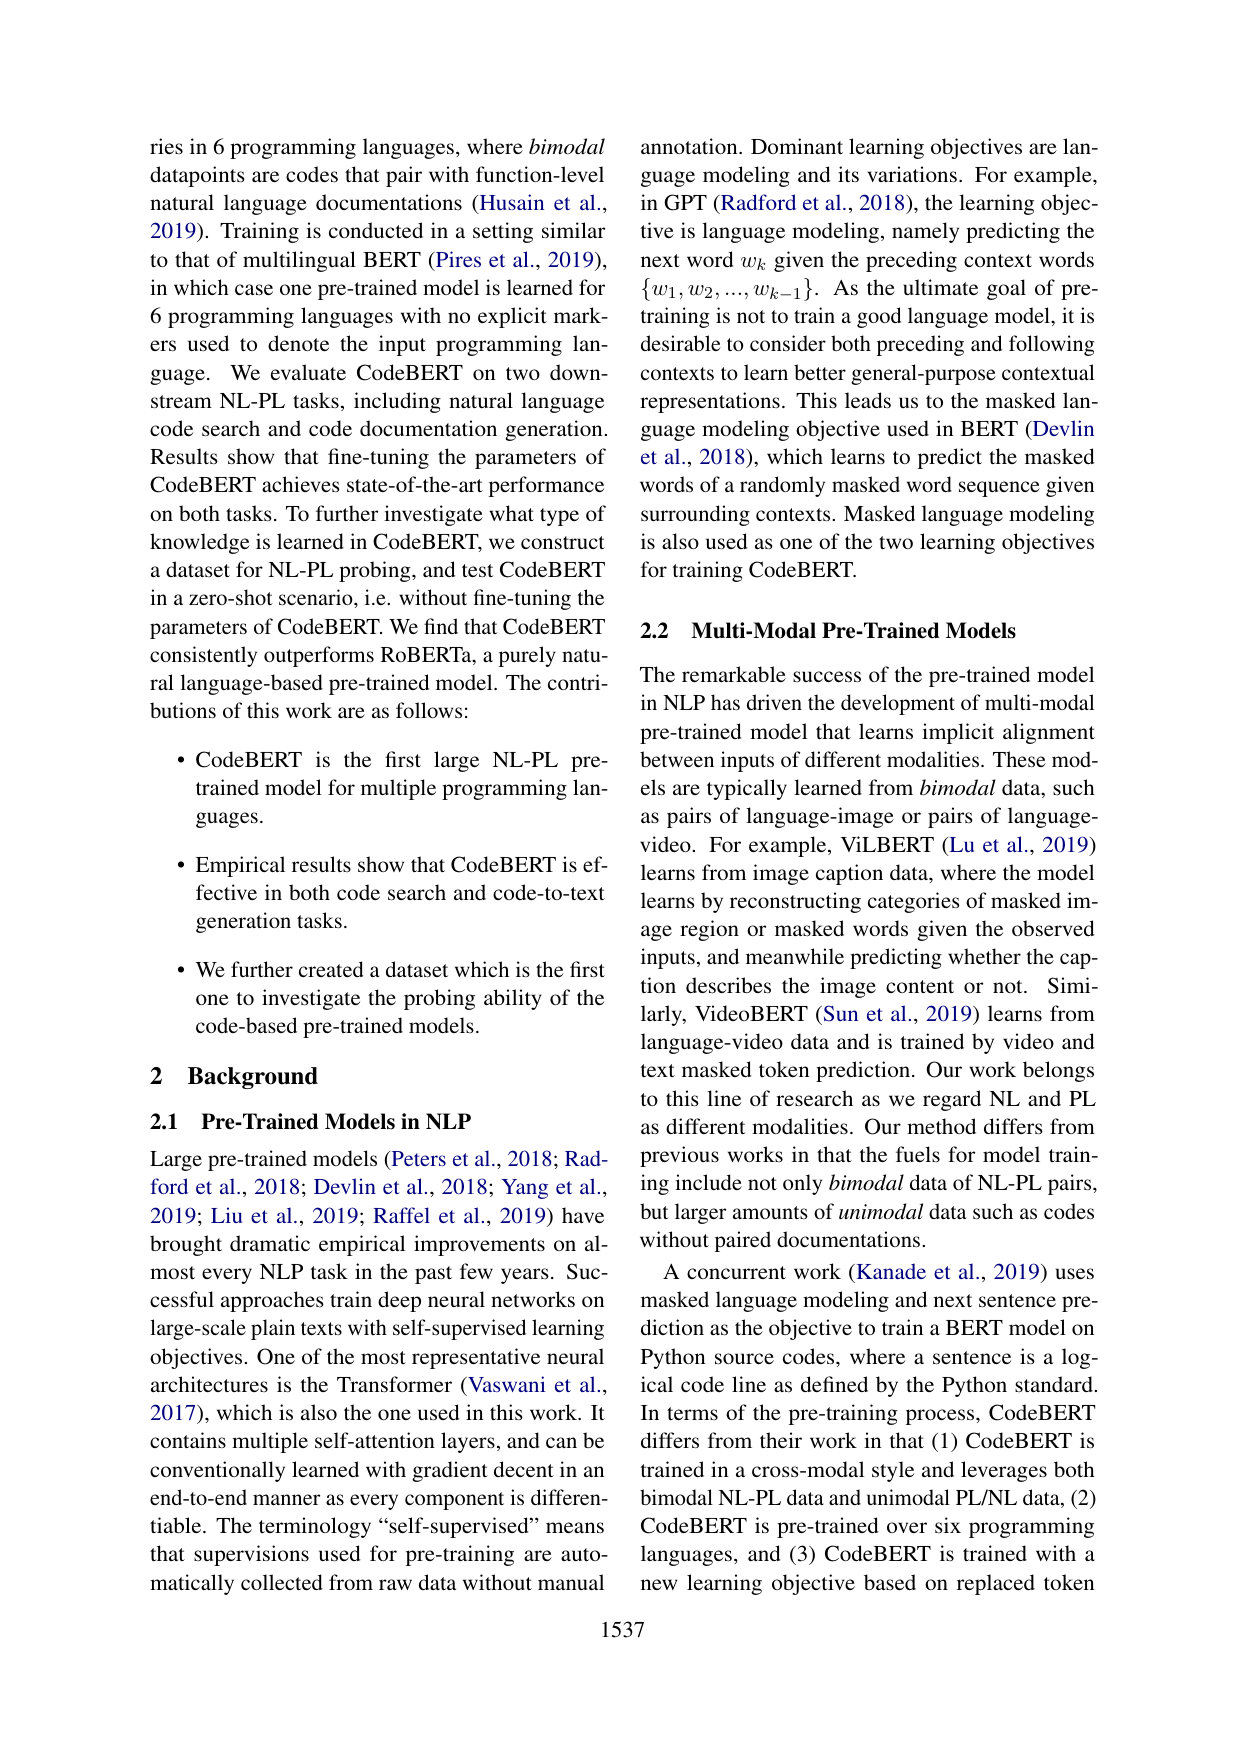 ries in 6 programming languages, where bimodal
datapoints are codes that pair with function-level
natural language documentations (Husain et al.,
2019). Training is conducted in a setting similar
to that of multilingual BERT (Pires et al., 2019),
in which case one pre-trained model is learned for
6 programming languages with no explicit mark-
ers used to denote the input programming lan-
guage. We evaluate CodeBERT on two down-
stream NL-PL tasks, including natural language
code search and code documentation generation.
Results show that fine-tuning the parameters of
CodeBERT achieves state-of-the-art performance
on both tasks. To further investigate what type of
knowledge is learned in CodeBERT, we construct
a dataset for NL-PL probing, and test CodeBERT
in a zero-shot scenario, i.e. without fine-tuning the
parameters of CodeBERT. We find that CodeBERT
consistently outperforms RoBERTa, a purely natu-
ral language-based pre-trained model. The contri-
butions of this work are as follows:
• CodeBERT is the first large NL-PL pre-
trained model for multiple programming lan-
guages.
• Empirical results show that CodeBERT is ef-
fective in both code search and code-to-text
generation tasks.
• We further created a dataset which is the first
one to investigate the probing ability of the
code-based pre-trained models.
2 Background
2.1 Pre-Trained Models in NLP
Large pre-trained models (Peters et al., 2018; Rad-
ford et al., 2018; Devlin et al., 2018; Yang et al.,
2019; Liu et al., 2019; Raffel et al., 2019) have
brought dramatic empirical improvements on al-
most every NLP task in the past few years. Suc-
cessful approaches train deep neural networks on
large-scale plain texts with self-supervised learning
objectives. One of the most representative neural
architectures is the Transformer (Vaswani et al.,
2017), which is also the one used in this work. It
contains multiple self-attention layers, and can be
conventionally learned with gradient decent in an
end-to-end manner as every component is differen-
tiable. The terminology “self-supervised” means
that supervisions used for pre-training are auto-
matically collected from raw data without manual
annotation. Dominant learning objectives are lan-
guage modeling and its variations. For example,
in GPT (Radford et al., 2018), the learning objec-
tive is language modeling, namely predicting the
next word w_k given the preceding context words
{w_1, w_2, ..., w_{k−1}}. As the ultimate goal of pre-
training is not to train a good language model, it is
desirable to consider both preceding and following
contexts to learn better general-purpose contextual
representations. This leads us to the masked lan-
guage modeling objective used in BERT (Devlin
et al., 2018), which learns to predict the masked
words of a randomly masked word sequence given
surrounding contexts. Masked language modeling
is also used as one of the two learning objectives
for training CodeBERT.
2.2 Multi-Modal Pre-Trained Models
The remarkable success of the pre-trained model
in NLP has driven the development of multi-modal
pre-trained model that learns implicit alignment
between inputs of different modalities. These mod-
els are typically learned from bimodal data, such
as pairs of language-image or pairs of language-
video. For example, ViLBERT (Lu et al., 2019)
learns from image caption data, where the model
learns by reconstructing categories of masked im-
age region or masked words given the observed
inputs, and meanwhile predicting whether the cap-
tion describes the image content or not. Simi-
larly, VideoBERT (Sun et al., 2019) learns from
language-video data and is trained by video and
text masked token prediction. Our work belongs
to this line of research as we regard NL and PL
as different modalities. Our method differs from
previous works in that the fuels for model train-
ing include not only bimodal data of NL-PL pairs,
but larger amounts of unimodal data such as codes
without paired documentations.
A concurrent work (Kanade et al., 2019) uses
masked language modeling and next sentence pre-
diction as the objective to train a BERT model on
Python source codes, where a sentence is a log-
ical code line as defined by the Python standard.
In terms of the pre-training process, CodeBERT
differs from their work in that (1) CodeBERT is
trained in a cross-modal style and leverages both
bimodal NL-PL data and unimodal PL/NL data, (2)
CodeBERT is pre-trained over six programming
languages, and (3) CodeBERT is trained with a
new learning objective based on replaced token
1537